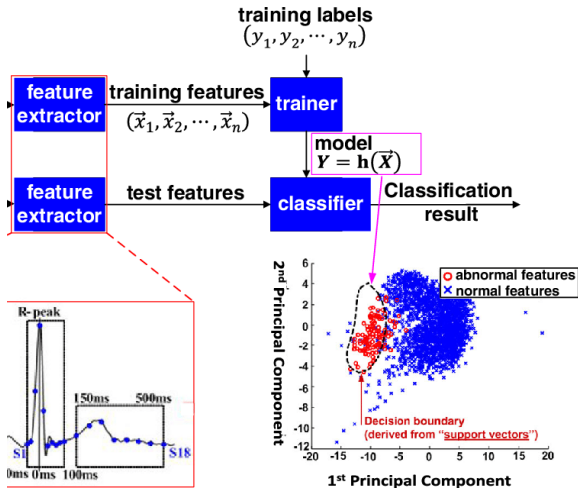 training labels
(y₁, y₂, ⋯, yₙ)
feature
extractor
training features
(x⃗₁, x⃗₂, ⋯, x⃗ₙ)
trainer
model
Y = h(X⃗)
feature
extractor
test features
classifier
Classification
result
R-peak
150ms
500ms
S1
S18
0ms
0ms
100ms
2nd Principal Component
6
5
4
2
0
-2
-4
-6
-8
-10
-12
abnormal features
normal features
Decision boundary
(derived from "support vectors")
-20
-15
-10
-5
0
5
10
15
20
1st Principal Component